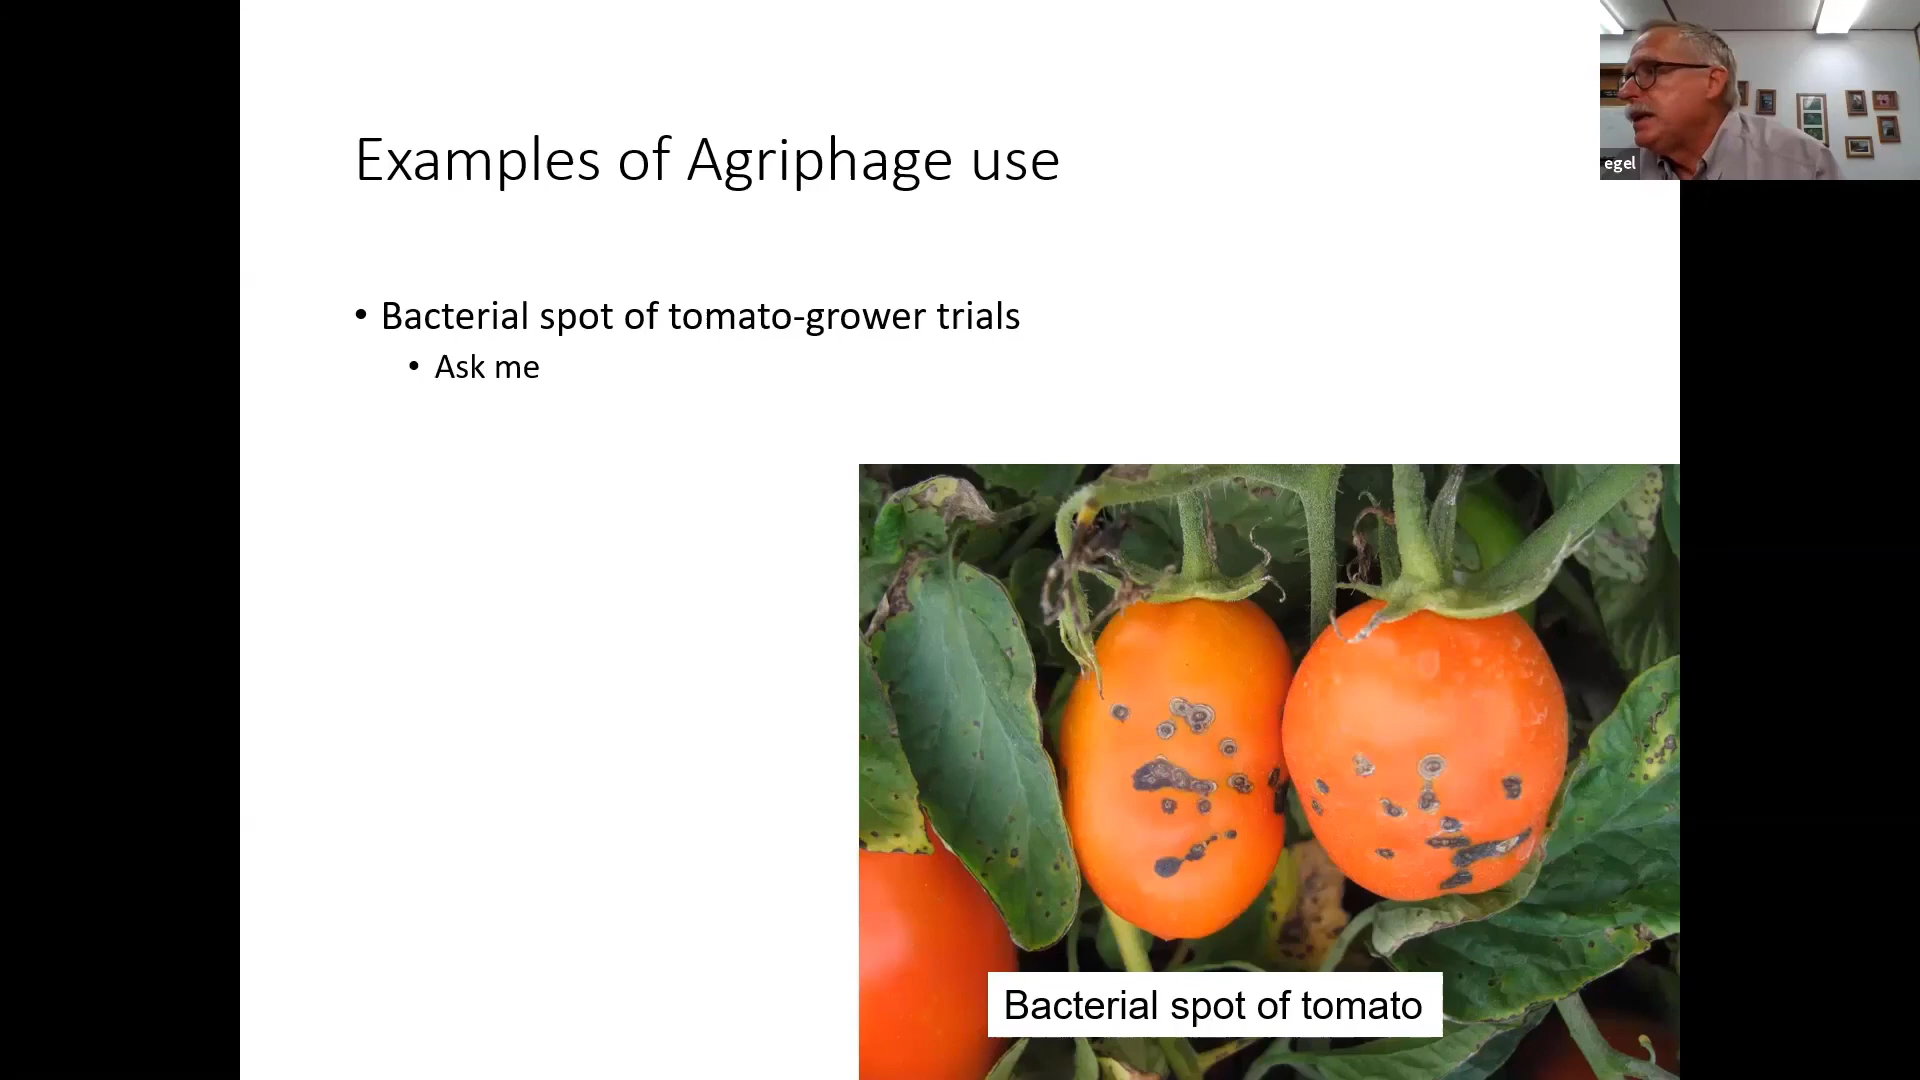 egel
Examples of Agriphage use
• Bacterial spot of tomato-grower trials
• Ask me
Bacterial spot of tomato